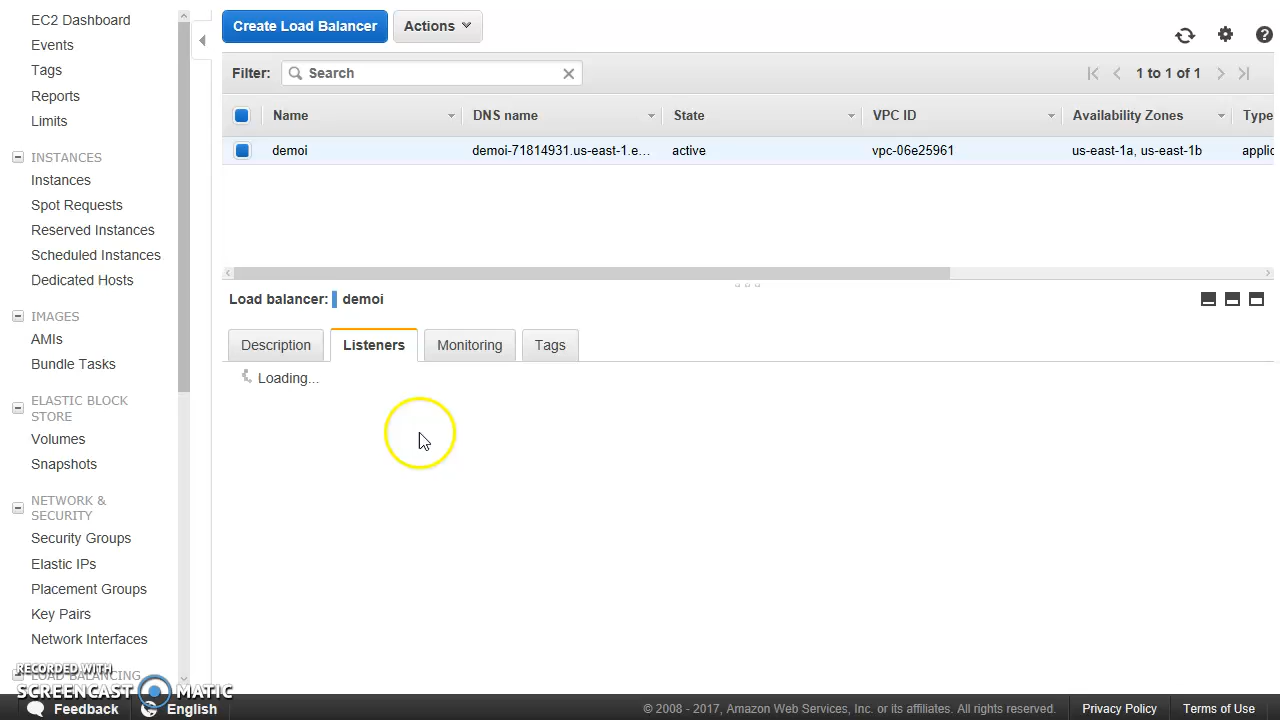 EC2 Dashboard
Events
Tags
Reports
Limits
INSTANCES
Instances
Spot Requests
Reserved Instances
Scheduled Instances
Dedicated Hosts
IMAGES
AMIs
Bundle Tasks
ELASTIC BLOCK
STORE
Volumes
Snapshots
NETWORK &
SECURITY
Security Groups
Elastic IPs
Placement Groups
Key Pairs
Network Interfaces
LOAD BALANCING
RECORDED WITH
SCREENCAST MATIC
Create Load Balancer Actions
Filter: Search 1 to 1 of 1
Name DNS name State VPC ID Availability Zones Type
demoi demoi-71814931.us-east-1.e... active vpc-06e25961 us-east-1a, us-east-1b applic
Load balancer: demoi
Description Listeners Monitoring Tags
Loading...
Feedback English © 2008 - 2017, Amazon Web Services, Inc. or its affiliates. All rights reserved. Privacy Policy Terms of Use